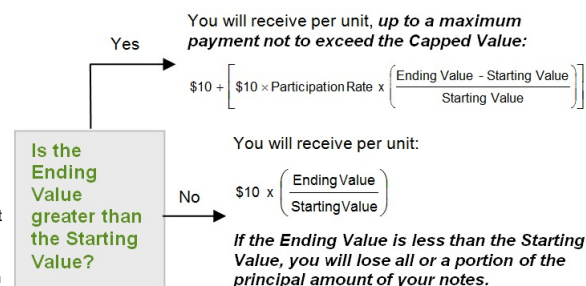 You will receive per unit, up to a maximum
payment not to exceed the Capped Value:
Yes
$10 + [ $10 × Participation Rate x ( Ending Value - Starting Value / Starting Value ) ]
Is the
Ending
Value
greater than
the Starting
Value?
You will receive per unit:
No
$10 x ( Ending Value / Starting Value )
If the Ending Value is less than the Starting
Value, you will lose all or a portion of the
principal amount of your notes.